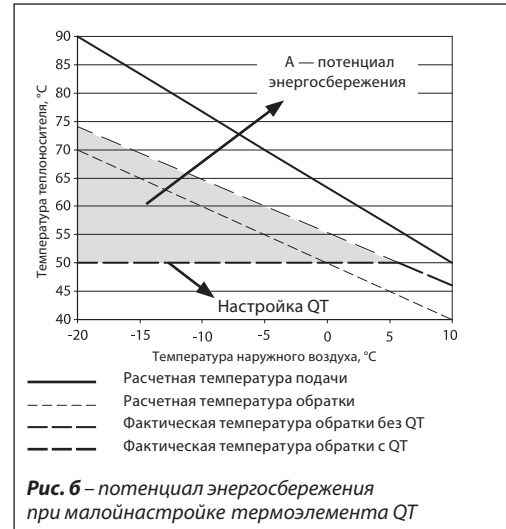 90
85
80
75
70
65
60
55
50
45
40
Температура теплоносителя, °С
А — потенциал
энергосбережения
Настройка QT
-20 -15 -10 -5 0 5 10
Температура наружного воздуха, °С
Расчетная температура подачи
Расчетная температура обратки
Фактическая температура обратки без QT
Фактическая температура обратки с QT
Рис. 6 – потенциал энергосбережения
при малойнастройке термоэлемента QT